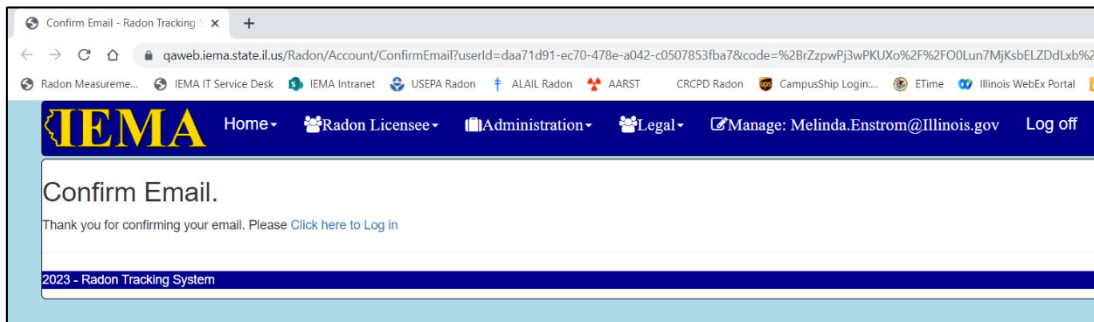 Confirm Email - Radon Tracking S
qaweb.iema.state.il.us/Radon/Account/ConfirmEmail?userId=daa71d91-ec70-478e-a042-c0507853fba7&code=%2BrZzpwPj3wPKUXo%2F%2FO0Lun7MjKsbELZDdLxb%2
Radon Measureme... IEMA IT Service Desk IEMA Intranet USEPA Radon ALAIL Radon AARST CRCPD Radon CampusShip Login:... ETime Illinois WebEx Portal
IEMA Home Radon Licensee Administration Legal Manage: Melinda.Enstrom@Illinois.gov Log off
Confirm Email.
Thank you for confirming your email. Please Click here to Log in
2023 - Radon Tracking System